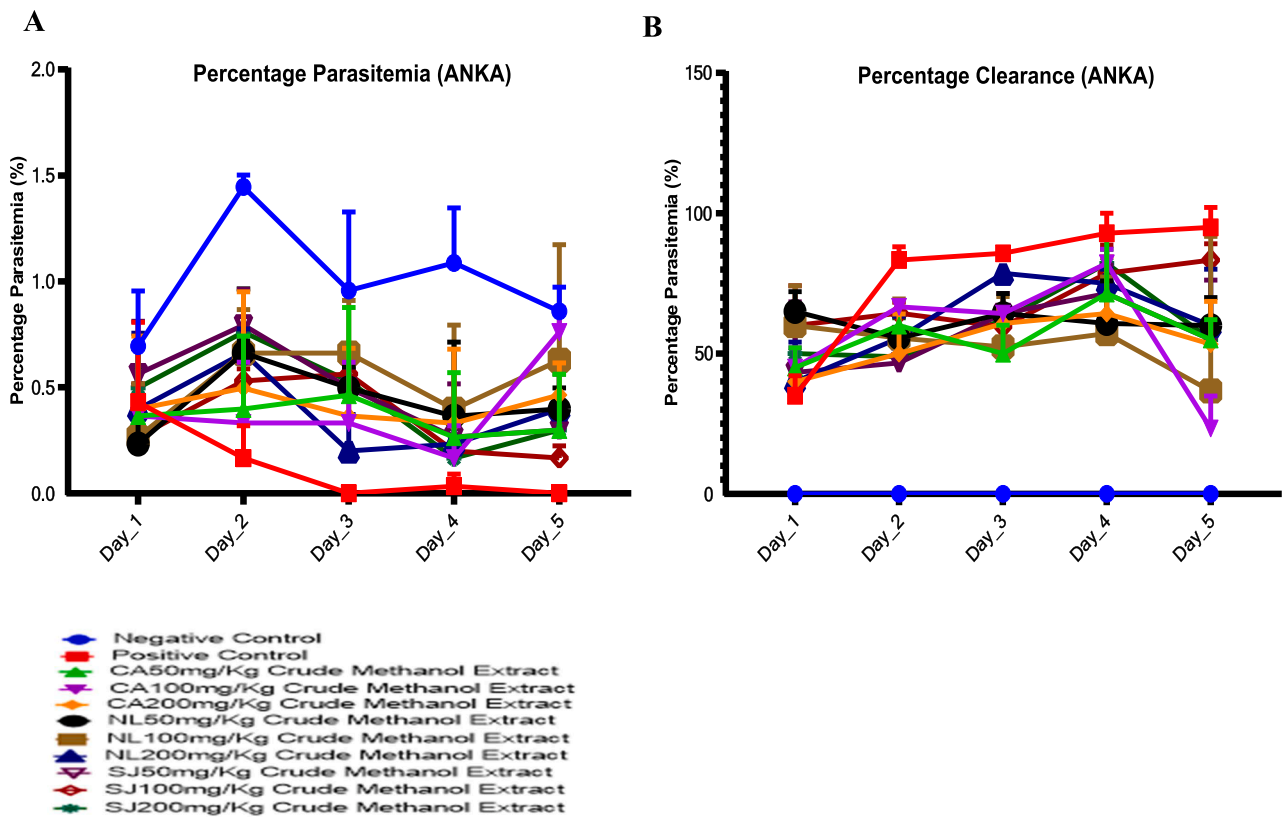 A
B
Percentage Parasitemia (ANKA)
Percentage Clearance (ANKA)
Percentage Parasitemia (%)
2.0
1.5
1.0
0.5
0.0
Day_1
Day_2
Day_3
Day_4
Day_5
Percentage Parasitemia (%)
150
100
50
0
Day_1
Day_2
Day_3
Day_4
Day_5
Negative Control
Positive Control
CA50mg/Kg Crude Methanol Extract
CA100mg/Kg Crude Methanol Extract
CA200mg/Kg Crude Methanol Extract
NL50mg/Kg Crude Methanol Extract
NL100mg/Kg Crude Methanol Extract
NL200mg/Kg Crude Methanol Extract
SJ50mg/Kg Crude Methanol Extract
SJ100mg/Kg Crude Methanol Extract
SJ200mg/Kg Crude Methanol Extract